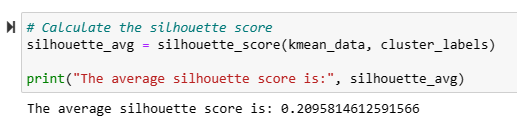 # Calculate the silhouette score
silhouette_avg = silhouette_score(kmean_data, cluster_labels)
print("The average silhouette score is:", silhouette_avg)
The average silhouette score is: 0.2095814612591566